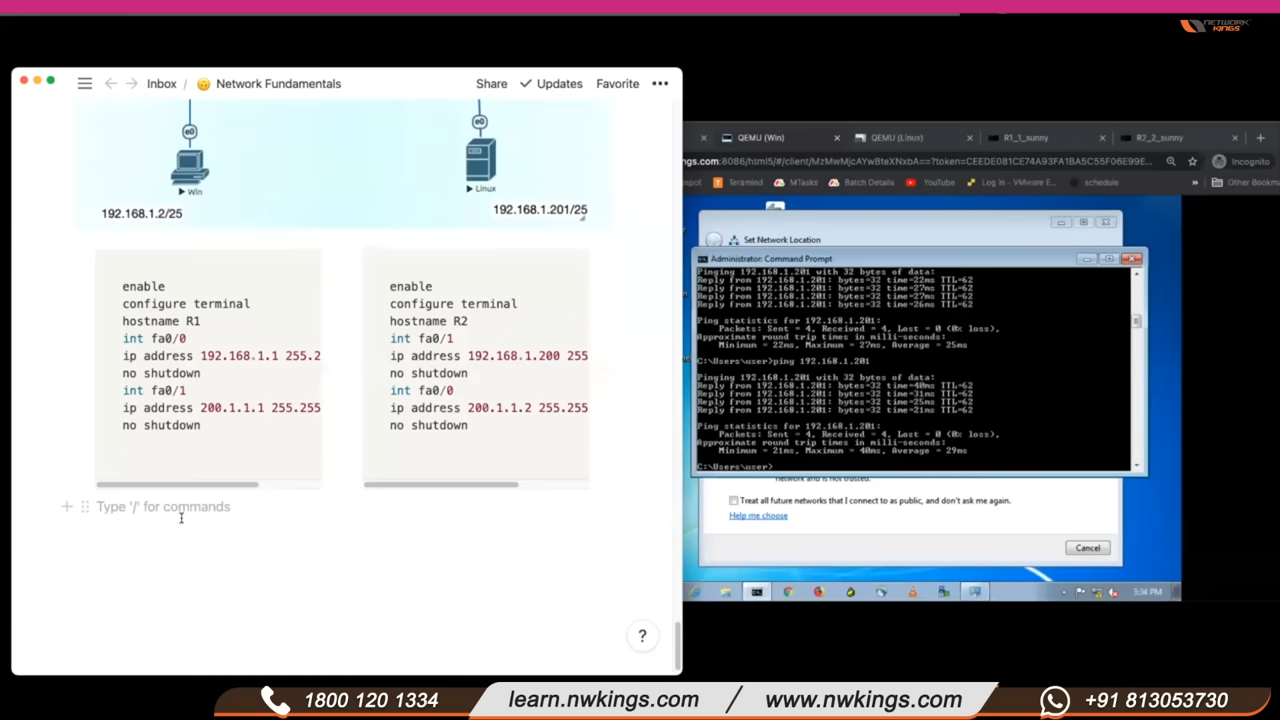 NETWORK
KINGS
Inbox / Network Fundamentals
Share Updates Favorite
e0
e0
Win
Linux
192.168.1.2/25
192.168.1.201/25
enable
configure terminal
hostname R1
int fa0/0
ip address 192.168.1.1 255.2
no shutdown
int fa0/1
ip address 200.1.1.1 255.255
no shutdown
enable
configure terminal
hostname R2
int fa0/1
ip address 192.168.1.200 255
no shutdown
int fa0/0
ip address 200.1.1.2 255.255
no shutdown
Type '/' for commands
?
QEMU (Win)
QEMU (Linux)
R1_1_sunny
R2_2_sunny
Incognito
Teramind
MTasks
Batch Details
YouTube
Log in - VMware E...
schedule
»
Set Network Location
Administrator: Command Prompt
Pinging 192.168.1.201 with 32 bytes of data:
Reply from 192.168.1.201: bytes=32 time=22ms TTL=62
Reply from 192.168.1.201: bytes=32 time=27ms TTL=62
Reply from 192.168.1.201: bytes=32 time=27ms TTL=62
Reply from 192.168.1.201: bytes=32 time=26ms TTL=62
Ping statistics for 192.168.1.201:
Packets: Sent = 4, Received = 4, Lost = 0 (0% loss),
Approximate round trip times in milli-seconds:
Minimum = 22ms, Maximum = 27ms, Average = 25ms
C:\Users\user>ping 192.168.1.201
Pinging 192.168.1.201 with 32 bytes of data:
Reply from 192.168.1.201: bytes=32 time=40ms TTL=62
Reply from 192.168.1.201: bytes=32 time=31ms TTL=62
Reply from 192.168.1.201: bytes=32 time=25ms TTL=62
Reply from 192.168.1.201: bytes=32 time=21ms TTL=62
Ping statistics for 192.168.1.201:
Packets: Sent = 4, Received = 4, Lost = 0 (0% loss),
Approximate round trip times in milli-seconds:
Minimum = 21ms, Maximum = 40ms, Average = 29ms
C:\Users\user>
network and is not trusted.
Treat all future networks that I connect to as public, and don't ask me again.
Help me choose
Cancel
3:34 PM
1800 120 1334
learn.nwkings.com / www.nwkings.com
+91 813053730